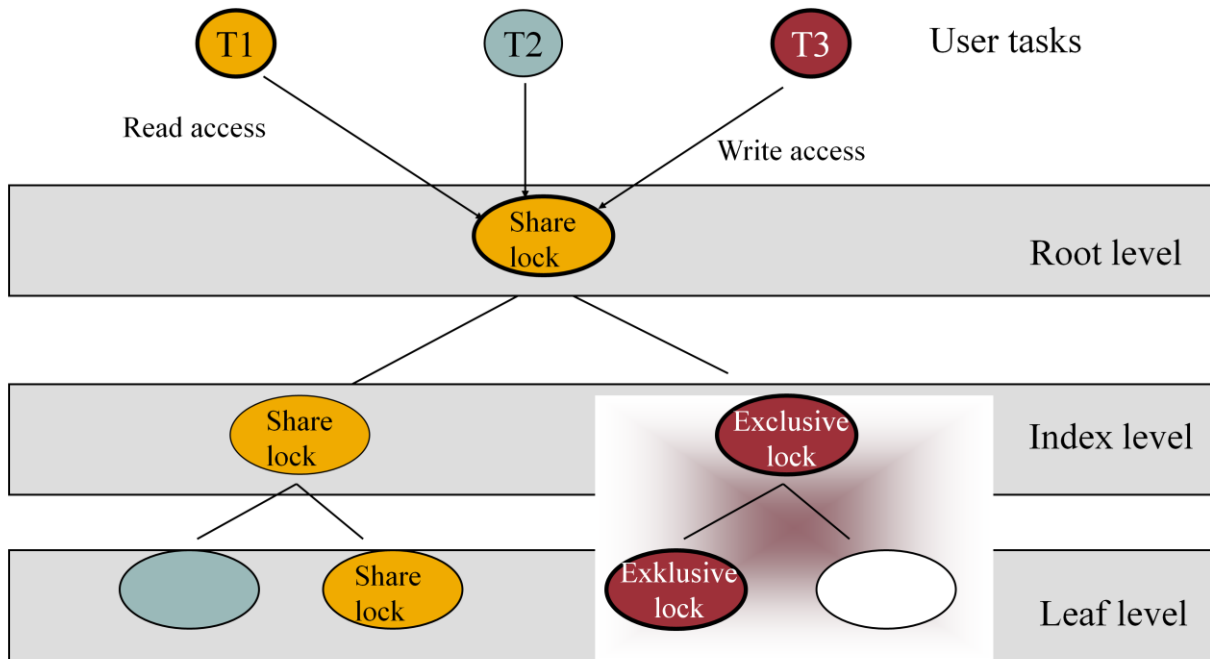 T1
T2
T3
User tasks
Read access
Write access
Share
lock
Root level
Share
lock
Exclusive
lock
Index level
Share
lock
Exklusive
lock
Leaf level